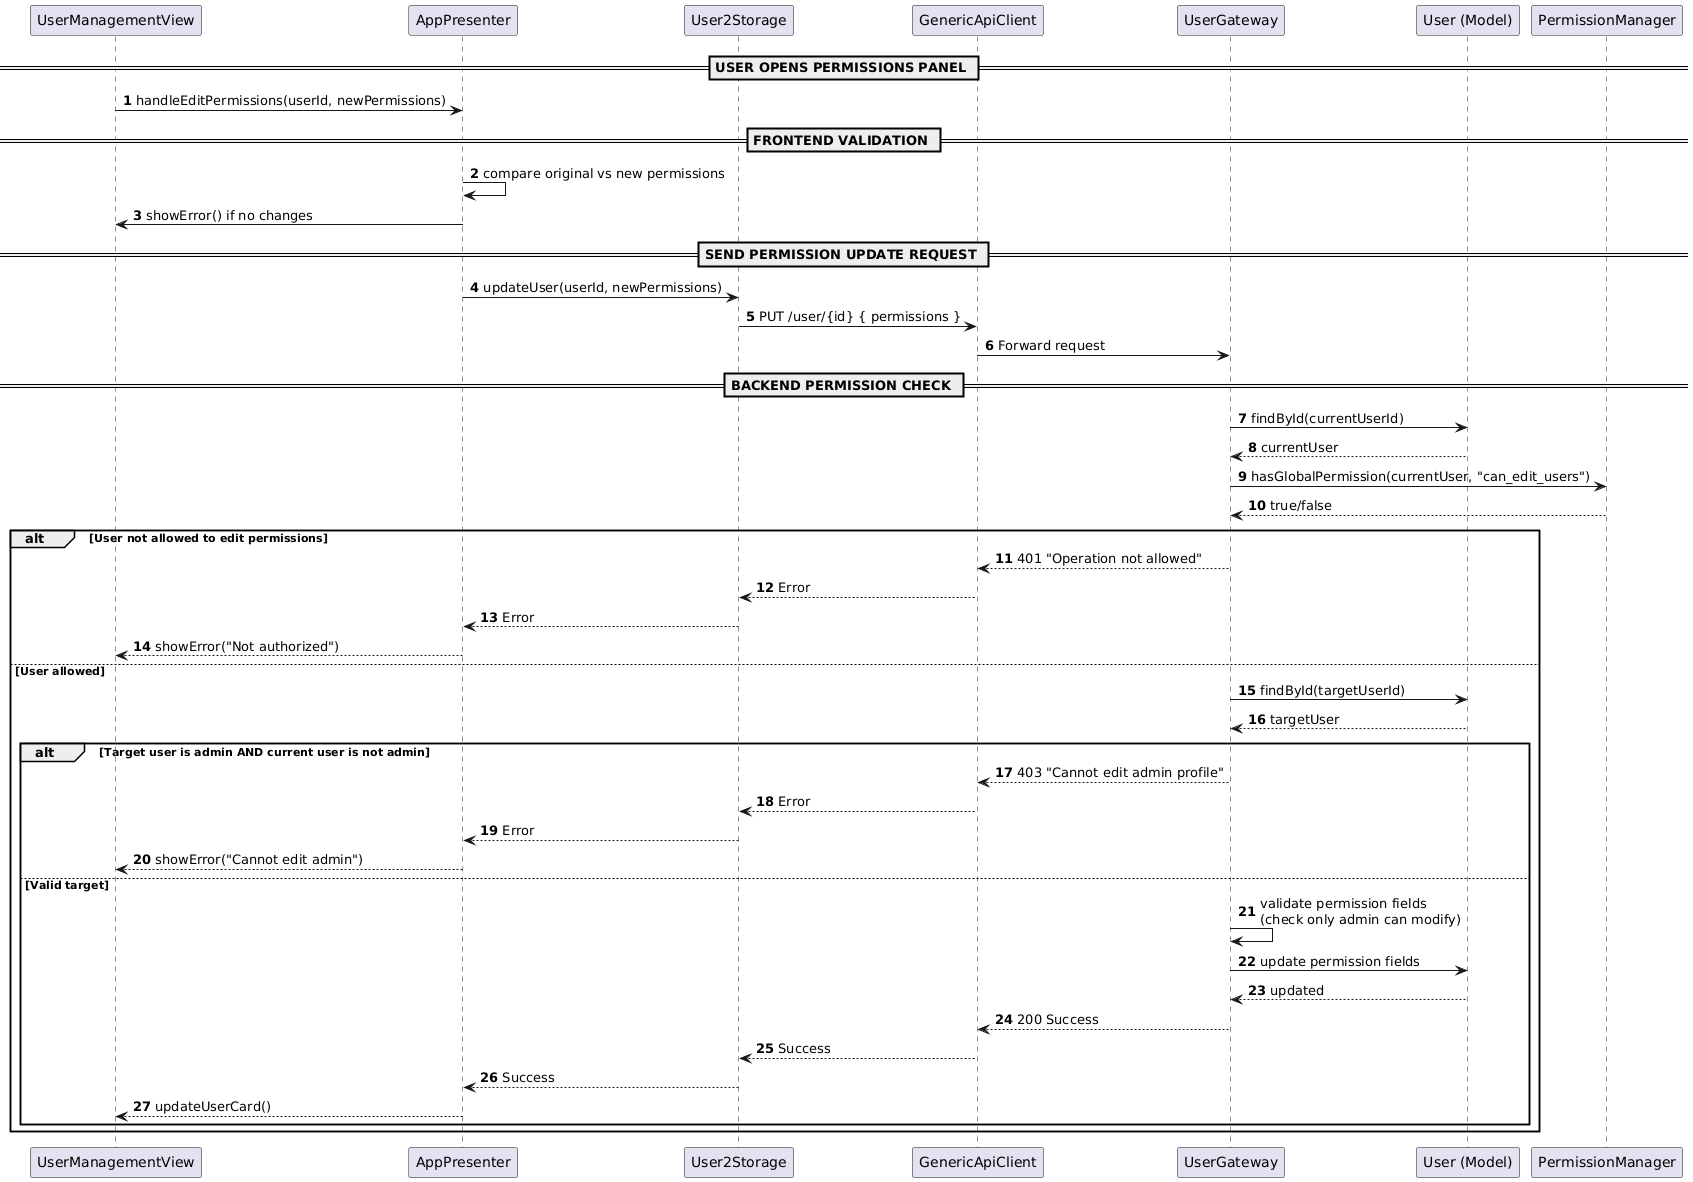 UserManagementView AppPresenter User2Storage GenericApiClient UserGateway User (Model) PermissionManager
USER OPENS PERMISSIONS PANEL
1 handleEditPermissions(userId, newPermissions)
FRONTEND VALIDATION
2 compare original vs new permissions
3 showError() if no changes
SEND PERMISSION UPDATE REQUEST
4 updateUser(userId, newPermissions)
5 PUT /user/{id} { permissions }
6 Forward request
BACKEND PERMISSION CHECK
7 findById(currentUserId)
8 currentUser
9 hasGlobalPermission(currentUser, "can_edit_users")
10 true/false
alt [User not allowed to edit permissions]
11 401 "Operation not allowed"
12 Error
13 Error
14 showError("Not authorized")
[User allowed]
15 findById(targetUserId)
16 targetUser
alt [Target user is admin AND current user is not admin]
17 403 "Cannot edit admin profile"
18 Error
19 Error
20 showError("Cannot edit admin")
[Valid target]
21 validate permission fields
(check only admin can modify)
22 update permission fields
23 updated
24 200 Success
25 Success
26 Success
27 updateUserCard()
UserManagementView AppPresenter User2Storage GenericApiClient UserGateway User (Model) PermissionManager